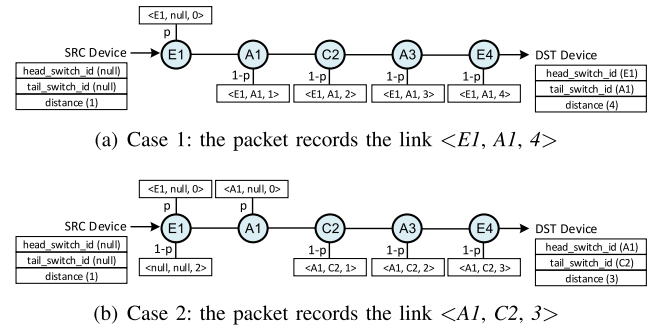 <E1, null, 0>
p
SRC Device
E1
A1
C2
A3
E4
DST Device
head_switch_id (null)
tail_switch_id (null)
distance (1)
1-p
1-p
1-p
1-p
<E1, A1, 1>
<E1, A1, 2>
<E1, A1, 3>
<E1, A1, 4>
head_switch_id (E1)
tail_switch_id (A1)
distance (4)
(a) Case 1: the packet records the link <E1, A1, 4>
<E1, null, 0>
<A1, null, 0>
p
p
SRC Device
E1
A1
C2
A3
E4
DST Device
head_switch_id (null)
tail_switch_id (null)
distance (1)
1-p
1-p
1-p
1-p
<null, null, 2>
<A1, C2, 1>
<A1, C2, 2>
<A1, C2, 3>
head_switch_id (A1)
tail_switch_id (C2)
distance (3)
(b) Case 2: the packet records the link <A1, C2, 3>